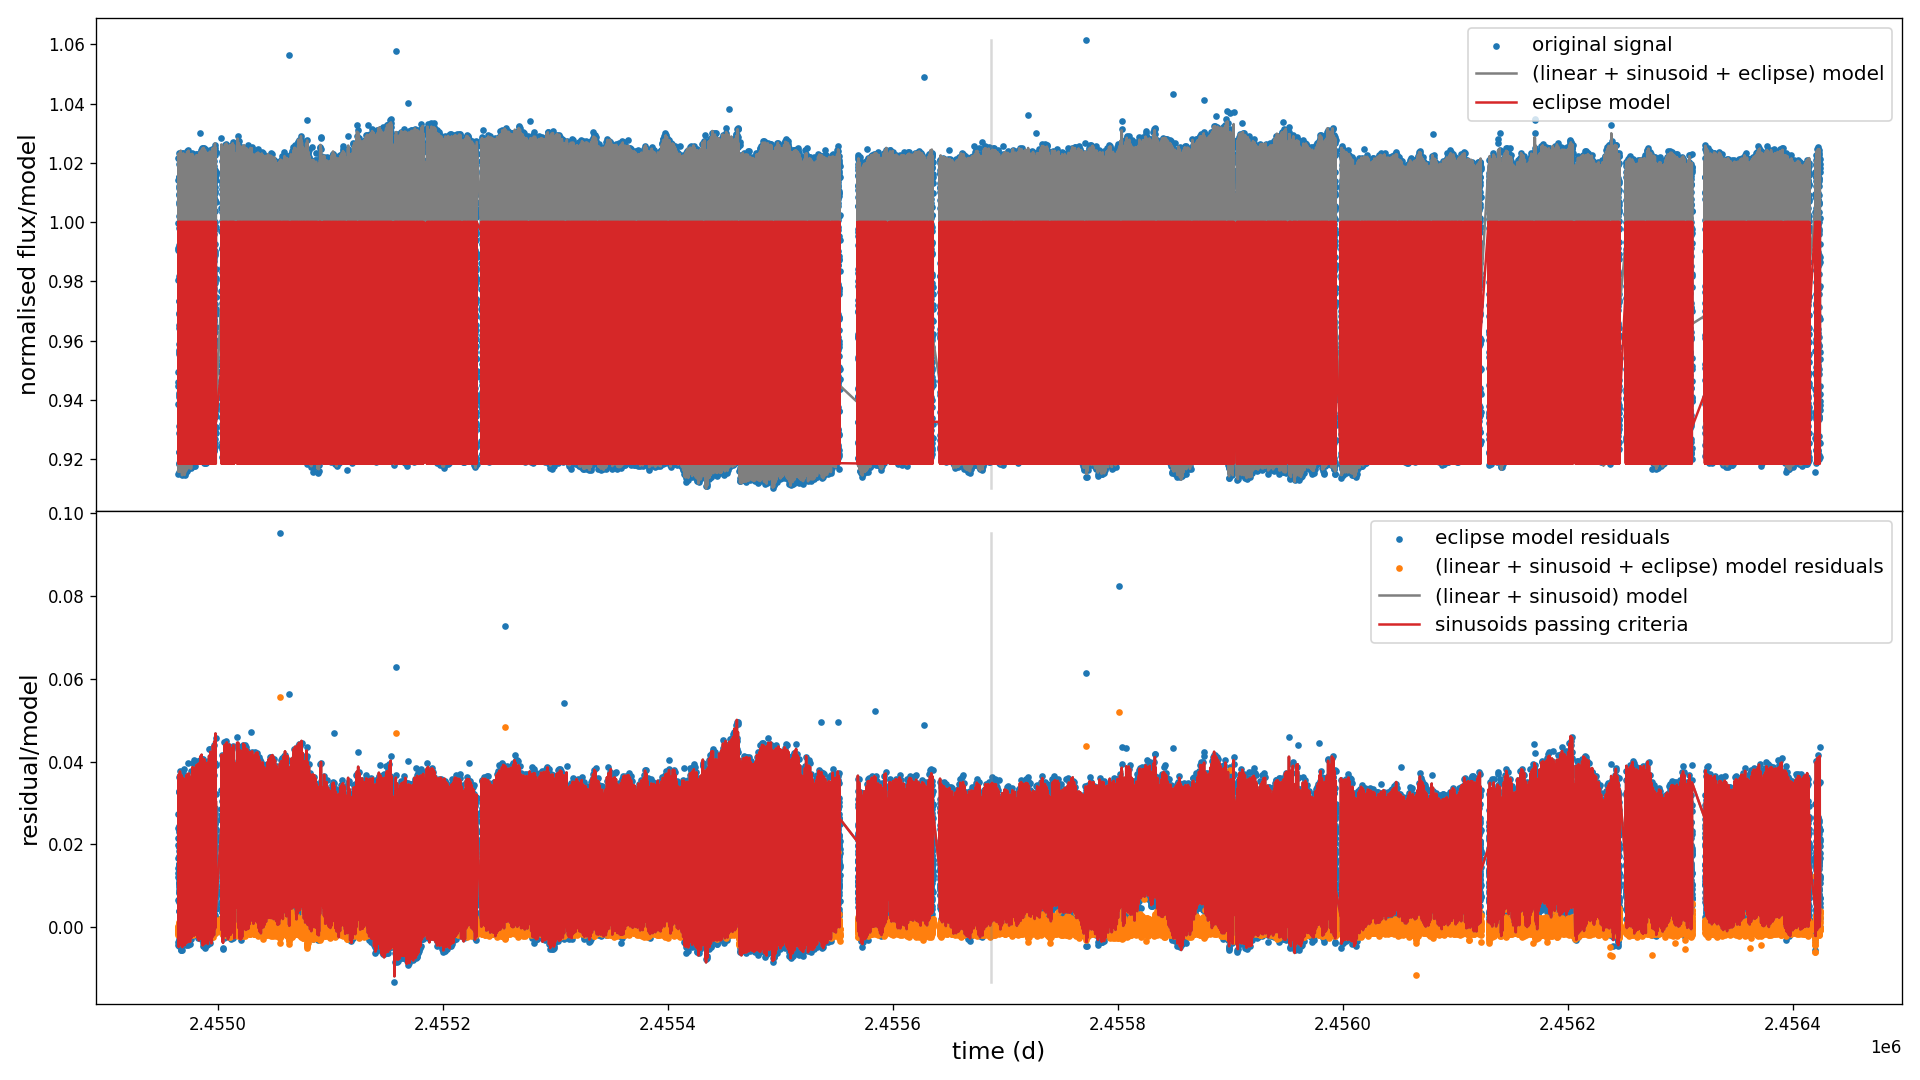 original signal
(linear + sinusoid + eclipse) model
eclipse model
normalised flux/model
1.06
1.04
1.02
1.00
0.98
0.96
0.94
0.92
eclipse model residuals
(linear + sinusoid + eclipse) model residuals
(linear + sinusoid) model
sinusoids passing criteria
residual/model
0.10
0.08
0.06
0.04
0.02
0.00
2.4550 2.4552 2.4554 2.4556 2.4558 2.4560 2.4562 2.4564
1e6
time (d)